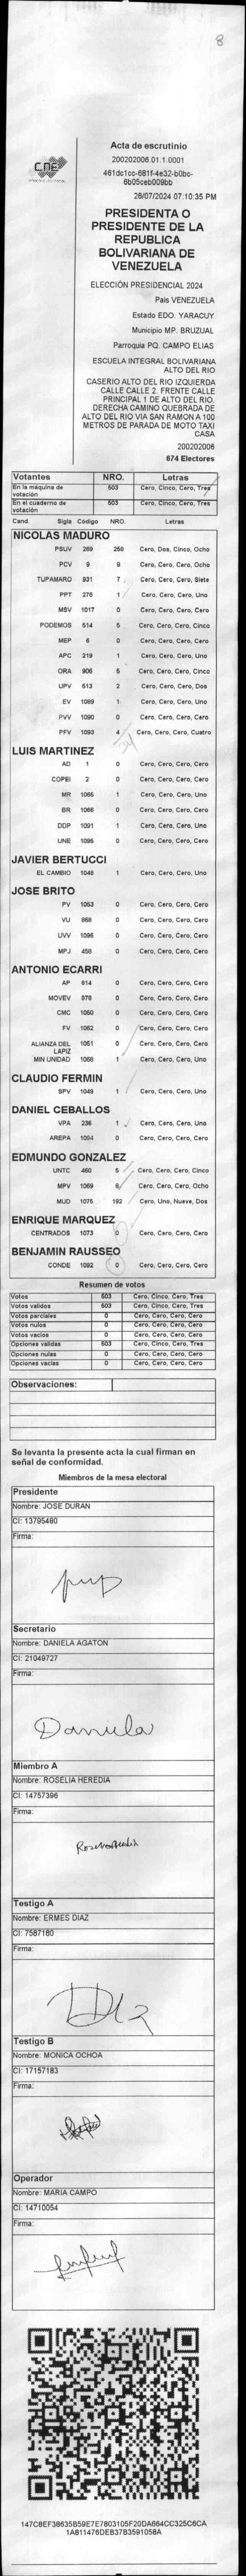 8
CNE
Acta de escrutinio
200202006.01.1.0001
461dc1cc-681f-4e32-b0bc-
6b05ceb009bb
28/07/2024 07:10:35 PM
PRESIDENTA O
PRESIDENTE DE LA
REPUBLICA
BOLIVARIANA DE
VENEZUELA
ELECCIÓN PRESIDENCIAL 2024
Pais VENEZUELA
Estado EDO. YARACUY
Municipio MP. BRUZUAL
Parroquia PQ. CAMPO ELIAS
ESCUELA INTEGRAL BOLIVARIANA
ALTO DEL RIO
CASERIO ALTO DEL RIO IZQUIERDA
CALLE CALLE 2. FRENTE CALLE
PRINCIPAL 1 DE ALTO DEL RIO.
DERECHA CAMINO QUEBRADA DE
ALTO DEL RIO VIA SAN RAMON A 100
METROS DE PARADA DE MOTO TAXI
CASA
200202006
674 Electores
Votantes NRO. Letras
En la máquina de votación 503 Cero, Cinco, Cero, Tres
En el cuaderno de votación 503 Cero, Cinco, Cero, Tres
Cand. Sigla Código NRO. Letras
NICOLAS MADURO
PSUV 269 258 Cero, Dos, Cinco, Ocho
PCV 9 8 Cero, Cero, Cero, Ocho
TUPAMARO 931 7 Cero, Cero, Cero, Siete
PPT 276 1 Cero, Cero, Cero, Uno
MSV 1017 0 Cero, Cero, Cero, Cero
PODEMOS 514 5 Cero, Cero, Cero, Cinco
MEP 6 0 Cero, Cero, Cero, Cero
APC 219 1 Cero, Cero, Cero, Uno
ORA 906 5 Cero, Cero, Cero, Cinco
UPV 513 2 Cero, Cero, Cero, Dos
EV 1089 1 Cero, Cero, Cero, Uno
PVV 1090 0 Cero, Cero, Cero, Cero
PFV 1093 4 Cero, Cero, Cero, Cuatro
LUIS MARTINEZ
AD 1 0 Cero, Cero, Cero, Cero
COPEI 2 0 Cero, Cero, Cero, Cero
MR 1065 1 Cero, Cero, Cero, Uno
BR 1066 0 Cero, Cero, Cero, Cero
DDP 1091 1 Cero, Cero, Cero, Uno
UNE 1095 0 Cero, Cero, Cero, Cero
JAVIER BERTUCCI
EL CAMBIO 1048 1 Cero, Cero, Cero, Uno
JOSE BRITO
PV 1053 0 Cero, Cero, Cero, Cero
VU 868 0 Cero, Cero, Cero, Cero
UVV 1096 0 Cero, Cero, Cero, Cero
MPJ 459 0 Cero, Cero, Cero, Cero
ANTONIO ECARRI
AP 814 0 Cero, Cero, Cero, Cero
MOVEV 878 0 Cero, Cero, Cero, Cero
CMC 1050 0 Cero, Cero, Cero, Cero
FV 1062 0 Cero, Cero, Cero, Cero
ALIANZA DEL LAPIZ 1051 0 Cero, Cero, Cero, Cero
MIN UNIDAD 1068 1 Cero, Cero, Cero, Uno
CLAUDIO FERMIN
SPV 1049 1 Cero, Cero, Cero, Uno
DANIEL CEBALLOS
VPA 236 1 Cero, Cero, Cero, Uno
AREPA 1094 0 Cero, Cero, Cero, Cero
EDMUNDO GONZALEZ
UNTC 460 5 Cero, Cero, Cero, Cinco
MPV 1069 8 Cero, Cero, Cero, Ocho
MUD 1075 192 Cero, Uno, Nueve, Dos
ENRIQUE MARQUEZ
CENTRADOS 1073 0 Cero, Cero, Cero, Cero
BENJAMIN RAUSSEO
CONDE 1092 0 Cero, Cero, Cero, Cero
Resumen de votos
Votos 503 Cero, Cinco, Cero, Tres
Votos validos 503 Cero, Cinco, Cero, Tres
Votos parciales 0 Cero, Cero, Cero, Cero
Votos nulos 0 Cero, Cero, Cero, Cero
Votos vacios 0 Cero, Cero, Cero, Cero
Opciones validas 503 Cero, Cinco, Cero, Tres
Opciones nulas 0 Cero, Cero, Cero, Cero
Opciones vacias 0 Cero, Cero, Cero, Cero
Observaciones:
Se levanta la presente acta la cual firman en
señal de conformidad.
Miembros de la mesa electoral
Presidente
Nombre: JOSE DURAN
CI: 13795480
Firma:
Secretario
Nombre: DANIELA AGATON
CI: 21049727
Firma:
Daniela
Miembro A
Nombre: ROSELIA HEREDIA
CI: 14757396
Firma:
Testigo A
Nombre: ERMES DIAZ
CI: 7587180
Firma:
Testigo B
Nombre: MONICA OCHOA
CI: 17157183
Firma:
Operador
Nombre: MARIA CAMPO
CI: 14710054
Firma:
147C8EF38635B59E7E7803105F20DA664CC325C6CA
1A811476DEB37B3591058A